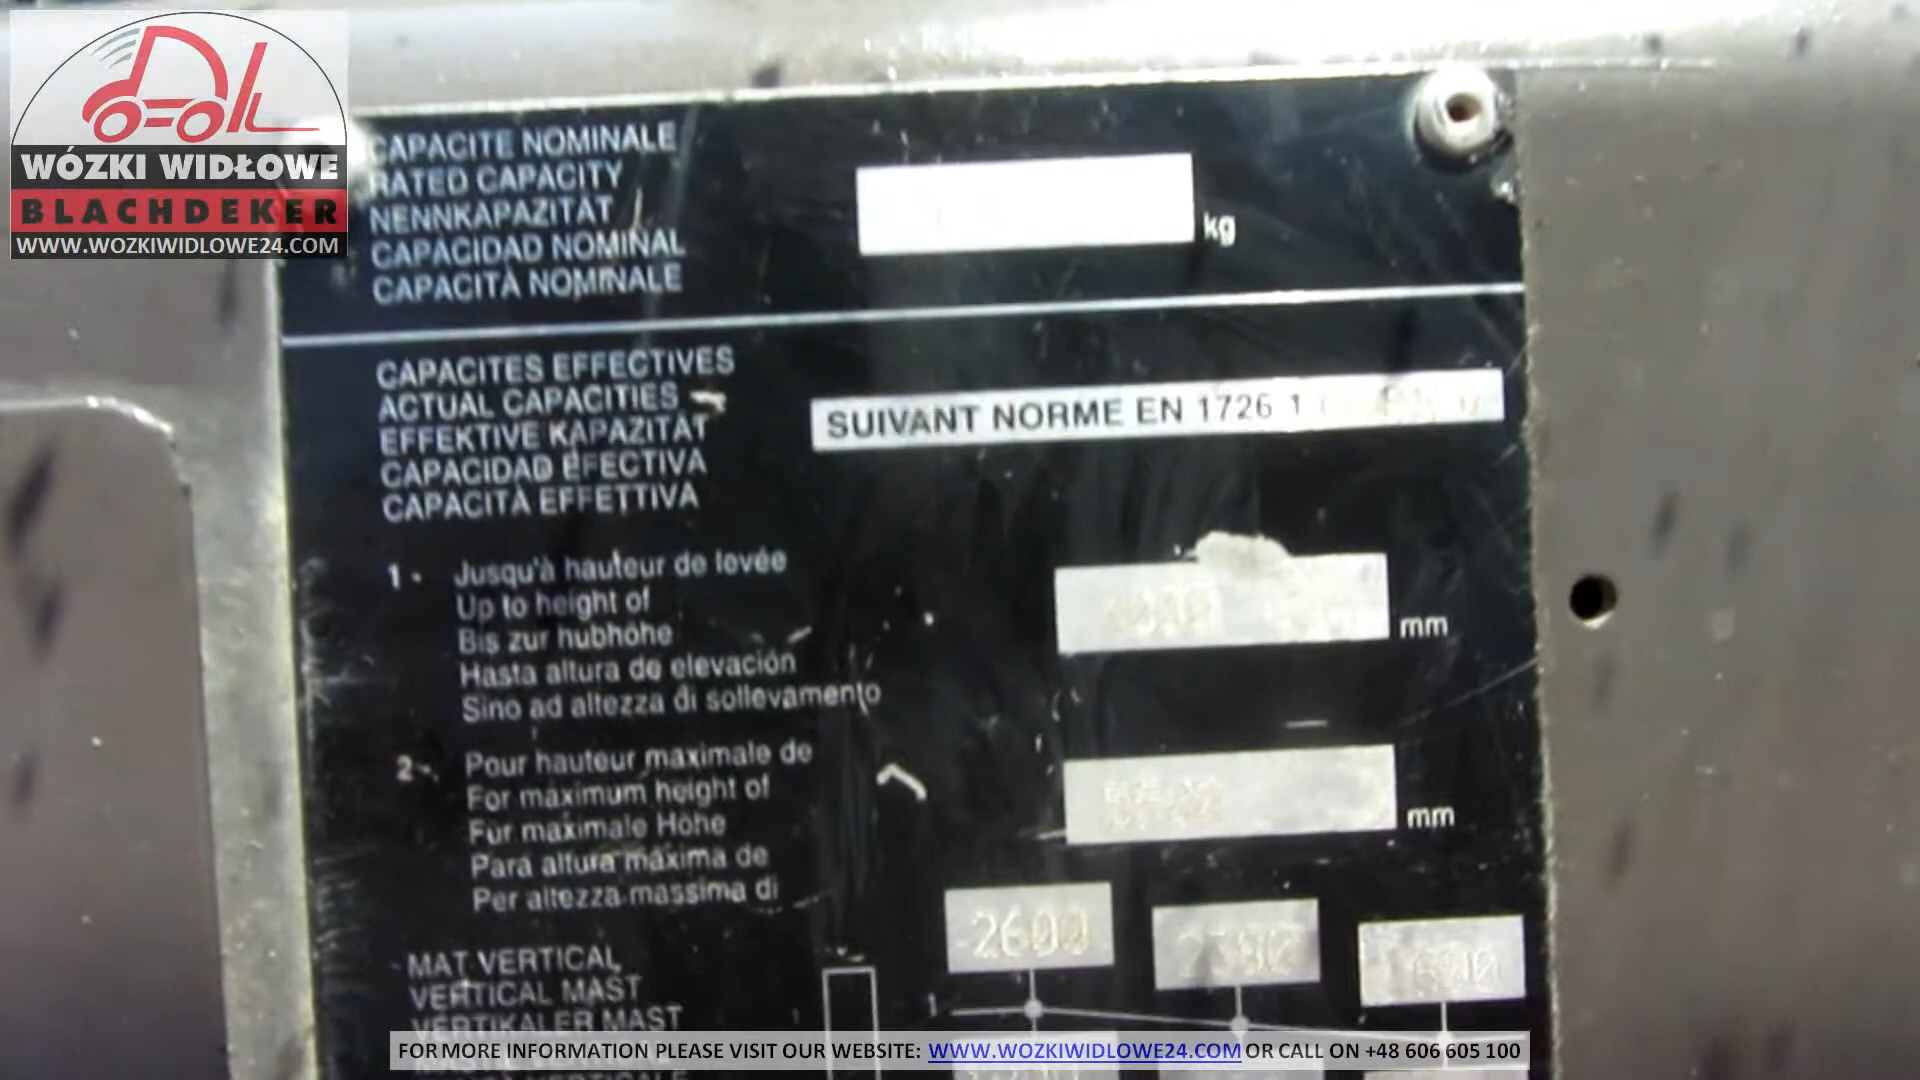 WÓZKI WIDŁOWE
BLACHDEKER
WWW.WOZKIWIDLOWE24.COM
CAPACITE NOMINALE
RATED CAPACITY
NENNKAPAZITÄT
CAPACIDAD NOMINAL
CAPACITÀ NOMINALE
kg
CAPACITES EFFECTIVES
ACTUAL CAPACITIES
EFFEKTIVE KAPAZITÄT
CAPACIDAD EFECTIVA
CAPACITÀ EFFETTIVA
SUIVANT NORME EN 1726 1
1 - Jusqu'à hauteur de levée
Up to height of
Bis zur hubhöhe
Hasta altura de elevación
Sino ad altezza di sollevamento
mm
2 - Pour hauteur maximale de
For maximum height of
Für maximale Höhe
Para altura máxima de
Per altezza massima di
mm
2600
MAT VERTICAL
VERTICAL MAST
VERTIKALER MAST
1
FOR MORE INFORMATION PLEASE VISIT OUR WEBSITE: WWW.WOZKIWIDLOWE24.COM OR CALL ON +48 606 605 100